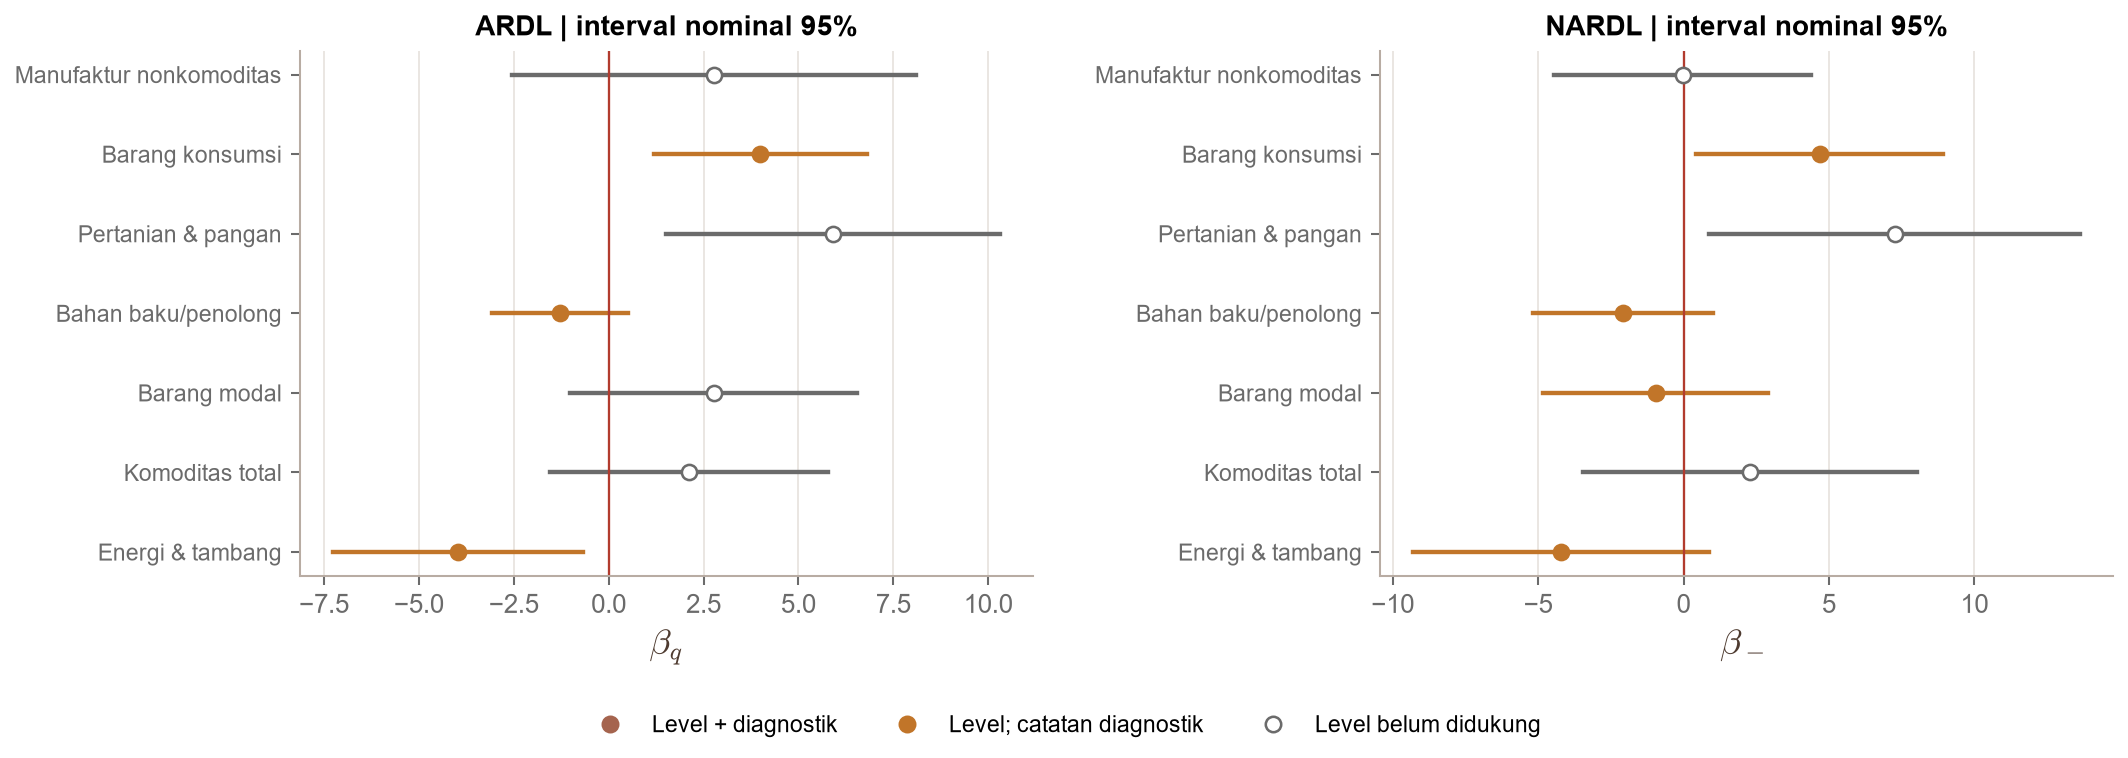 ARDL | interval nominal 95%
Manufaktur nonkomoditas
Barang konsumsi
Pertanian & pangan
Bahan baku/penolong
Barang modal
Komoditas total
Energi & tambang
−7.5 −5.0 −2.5 0.0 2.5 5.0 7.5 10.0
β_q
NARDL | interval nominal 95%
Manufaktur nonkomoditas
Barang konsumsi
Pertanian & pangan
Bahan baku/penolong
Barang modal
Komoditas total
Energi & tambang
−10 −5 0 5 10
β_−
Level + diagnostik
Level; catatan diagnostik
Level belum didukung